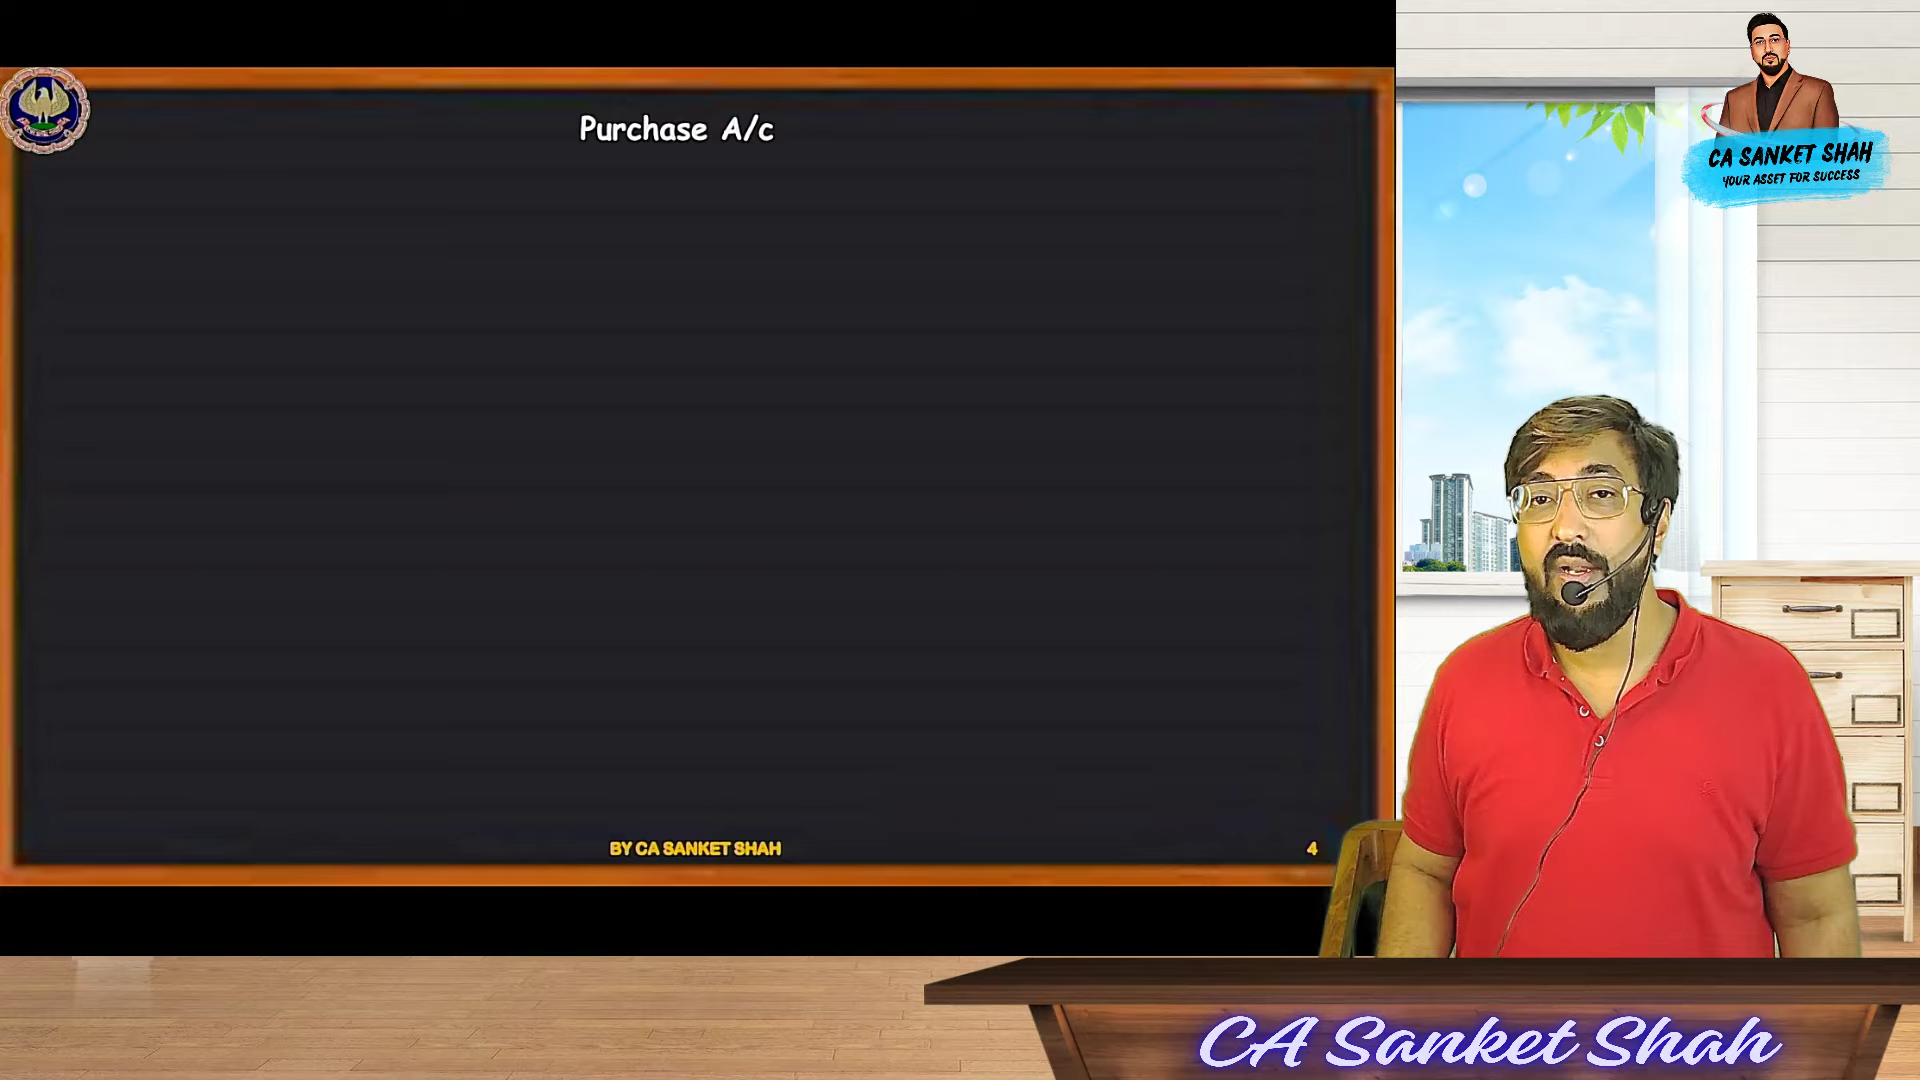 Purchase A/c
BY CA SANKET SHAH
4
CA SANKET SHAH
YOUR ASSET FOR SUCCESS
CA Sanket Shah